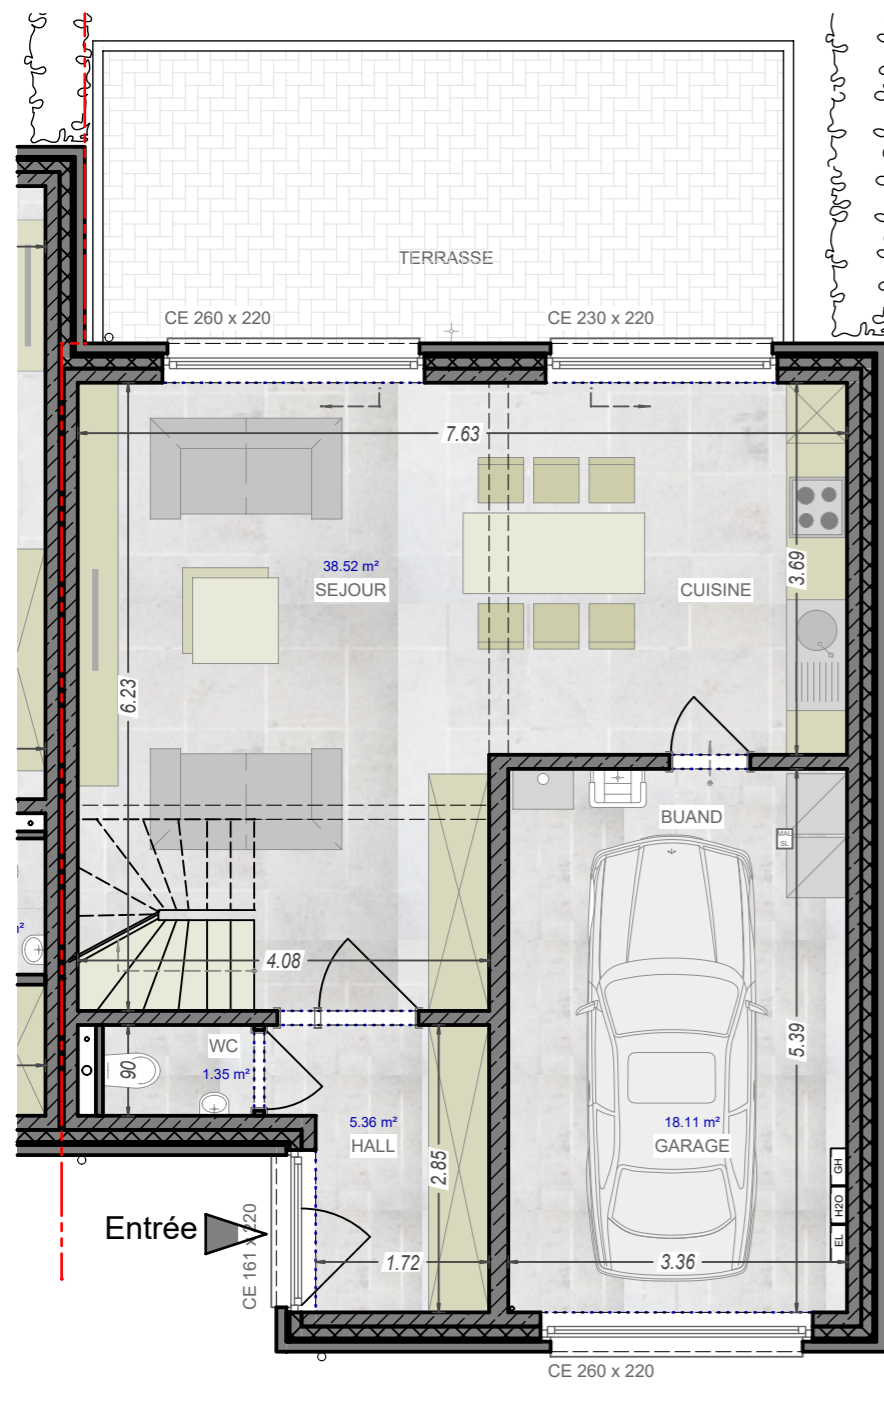 TERRASSE
CE 260 x 220
CE 230 x 220
7.63
38.52 m²
SEJOUR
CUISINE
3.69
6.23
BUAND
MAL
SL
m²
4.08
WC
90
1.35 m²
5.39
5.36 m²
HALL
18.11 m²
GARAGE
2.85
GH
H2O
EL
Entrée
CE 161 x 220
1.72
3.36
CE 260 x 220